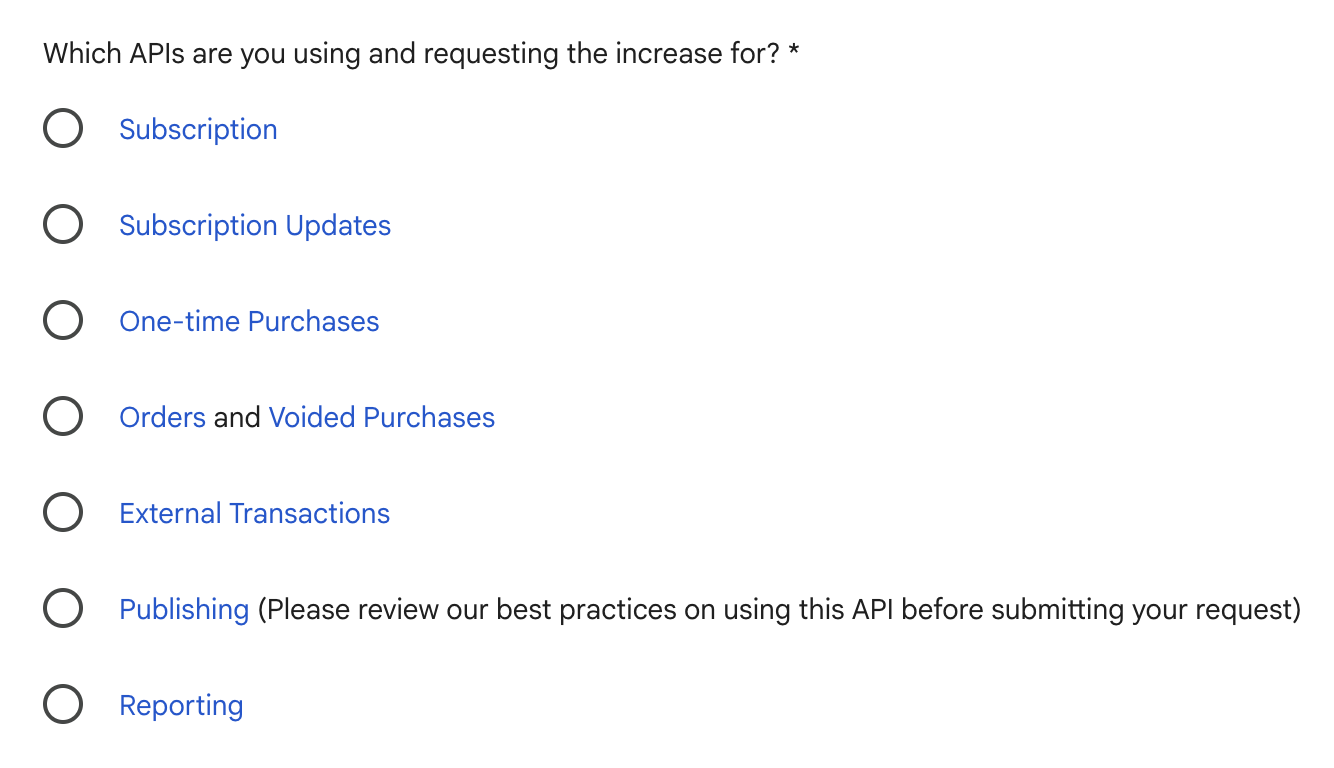 Which APIs are you using and requesting the increase for? *
Subscription
Subscription Updates
One-time Purchases
Orders and Voided Purchases
External Transactions
Publishing (Please review our best practices on using this API before submitting your request)
Reporting